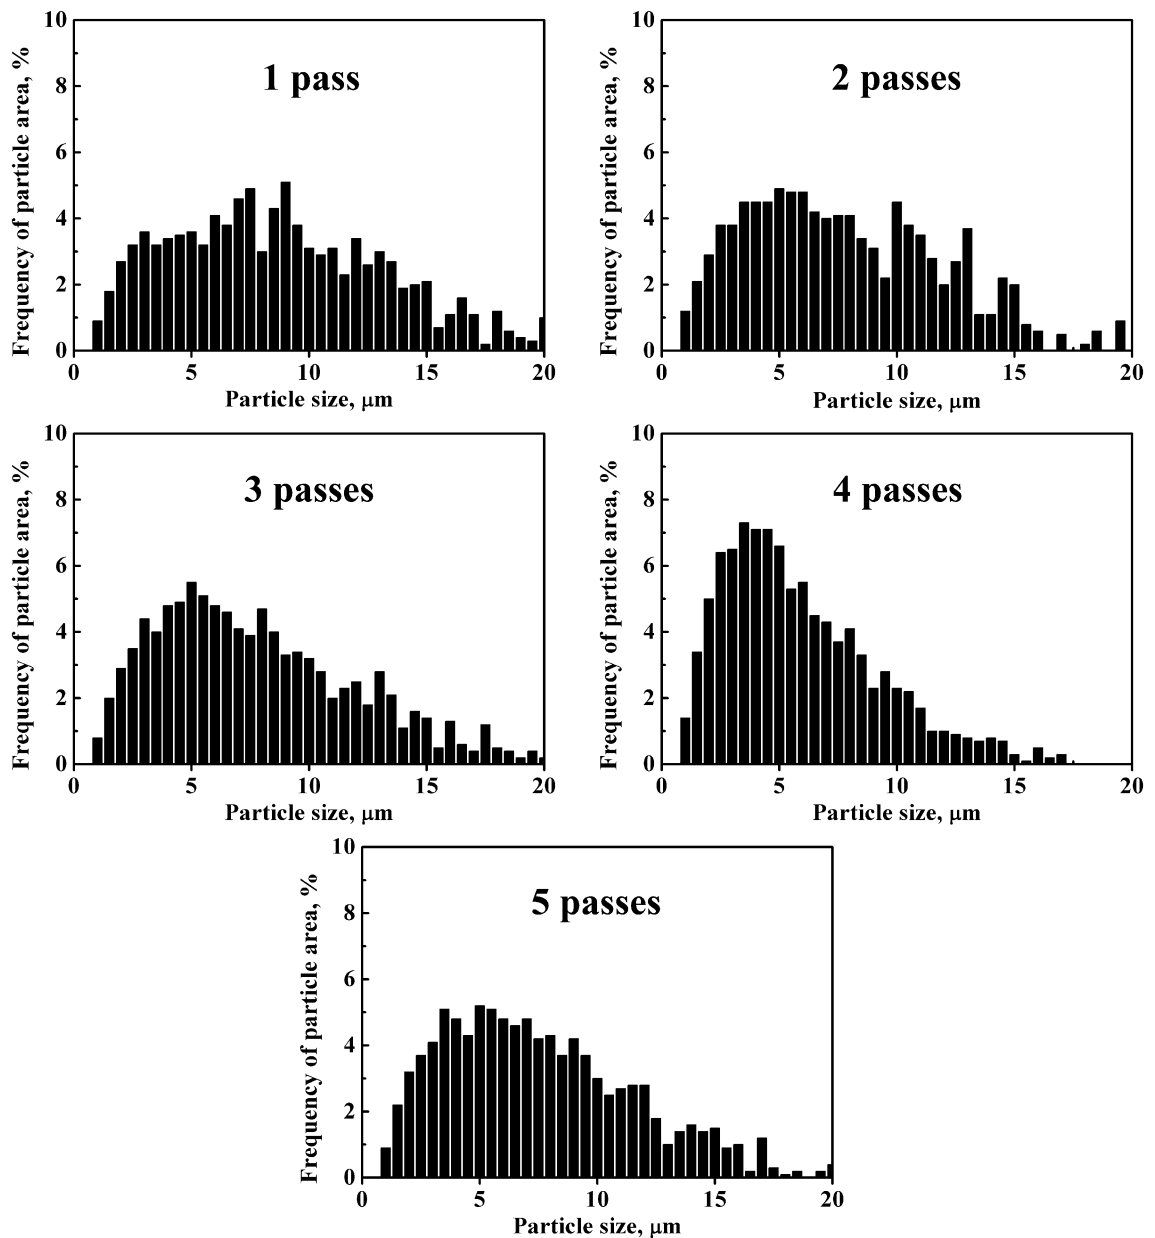 1 pass
Frequency of particle area, %
10
8
6
4
2
0
0 5 10 15 20
Particle size, μm
2 passes
Frequency of particle area, %
10
8
6
4
2
0
0 5 10 15 20
Particle size, μm
3 passes
Frequency of particle area, %
10
8
6
4
2
0
0 5 10 15 20
Particle size, μm
4 passes
Frequency of particle area, %
10
8
6
4
2
0
0 5 10 15 20
Particle size, μm
5 passes
Frequency of particle area, %
10
8
6
4
2
0
0 5 10 15 20
Particle size, μm